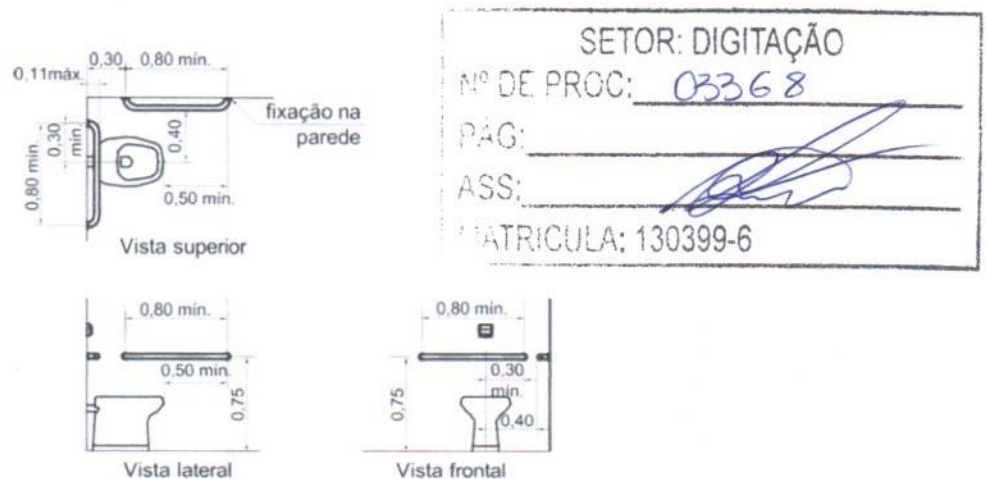 0,30 0,80 mín.
0,11máx.
fixação na
parede
0,40
0,30
mín.
0,80 mín.
0,50 min.
Vista superior
SETOR: DIGITAÇÃO
Nº DE PROC: 03368
PÁG:
ASS:
MATRICULA: 130399-6
0,80 mín.
0,50 min.
0,75
Vista lateral
0,80 mín.
0,30
mín.
0,40
0,75
Vista frontal